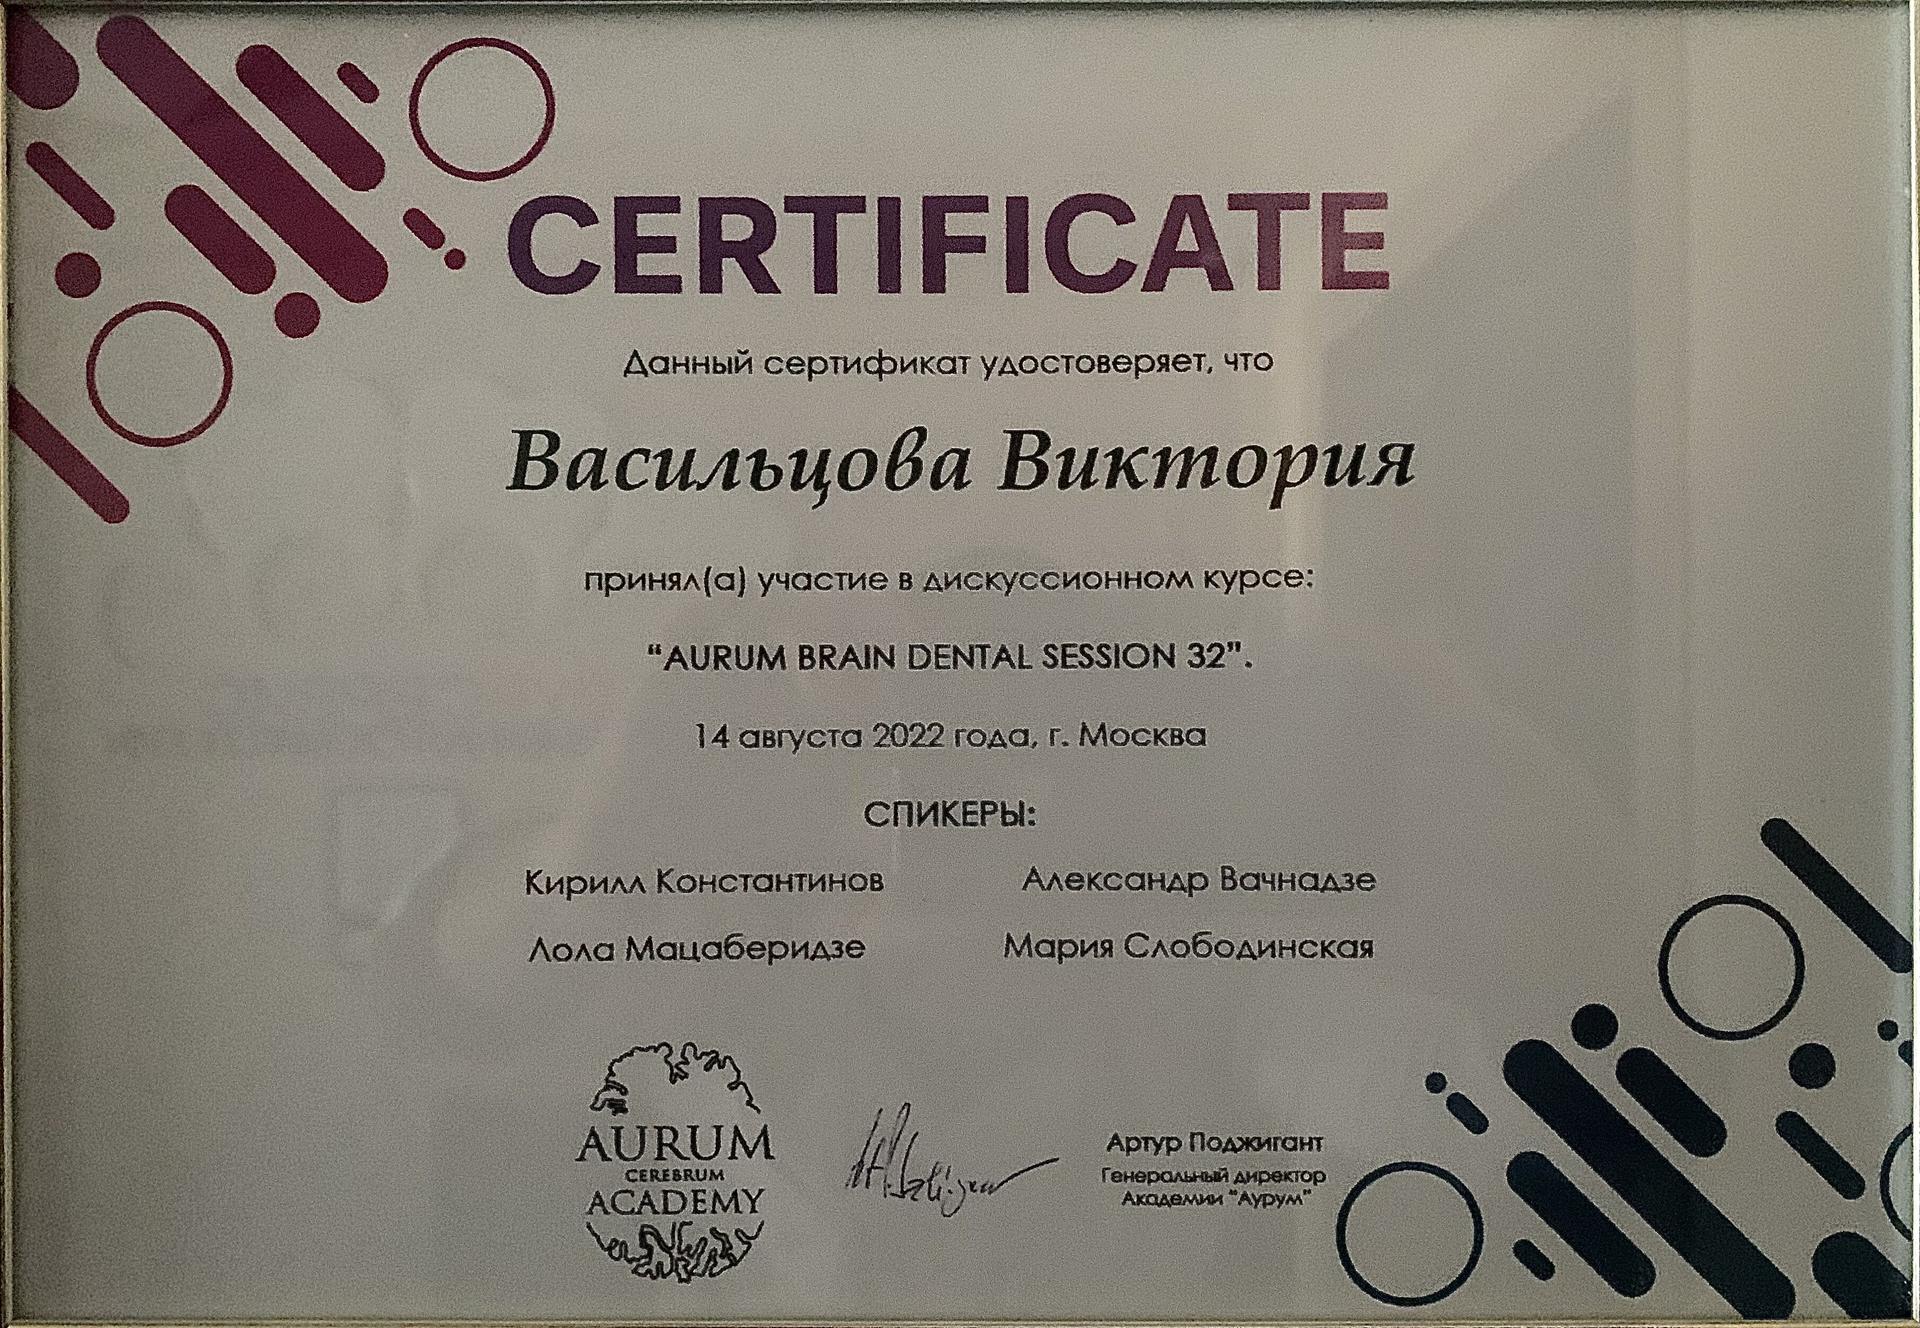 CERTIFICATE
Данный сертификат удостоверяет, что
Васильцова Виктория
принял(а) участие в дискуссионном курсе:
“AURUM BRAIN DENTAL SESSION 32”.
14 августа 2022 года, г. Москва
СПИКЕРЫ:
Кирилл Константинов Александр Вачнадзе
Лола Мацаберидзе Мария Слободинская
AURUM
CEREBRUM
ACADEMY
Артур Поджигант
Генеральный директор
Академии "Аурум"